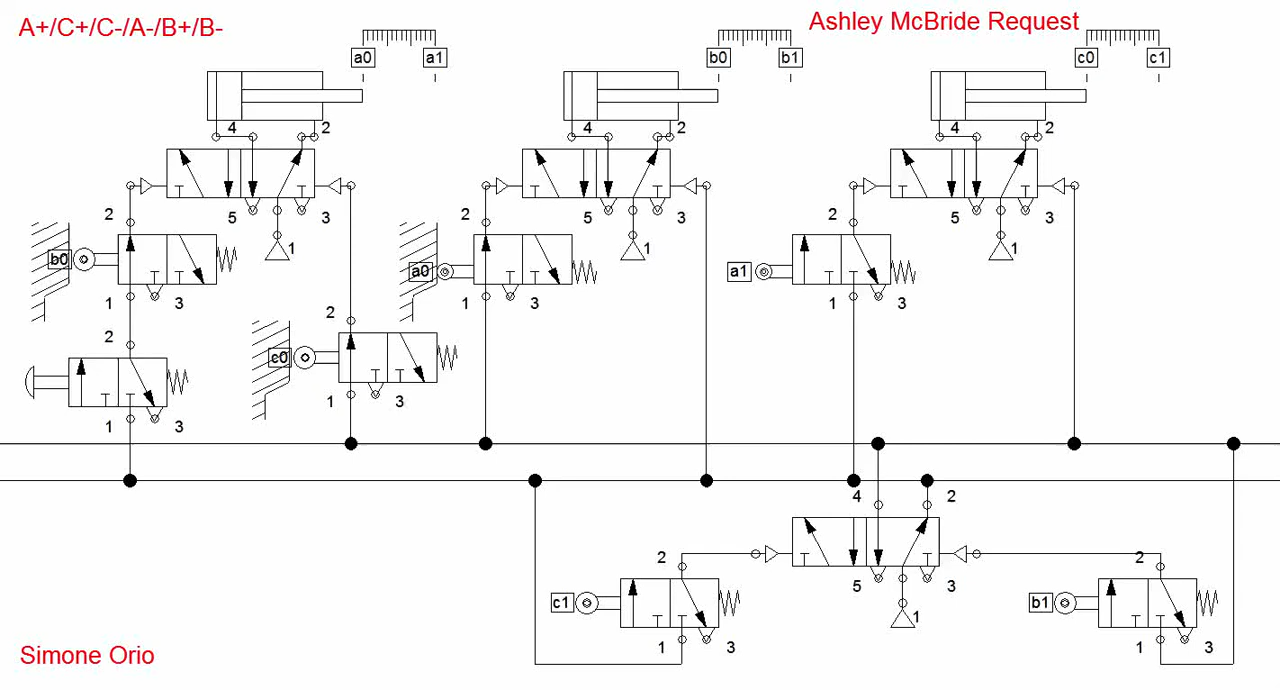 A+/C+/C-/A-/B+/B-
Ashley McBride Request
a0 a1
b0 b1
c0 c1
4 2
4 2
4 2
2 5 3
2 5 3
2 5 3
1
1
1
b0
a0
a1
1 3
1 3
1 3
2
2
c0
1 3
1 3
4 2
2
2
5 3
c1
b1
1
1 3
1 3
Simone Orio